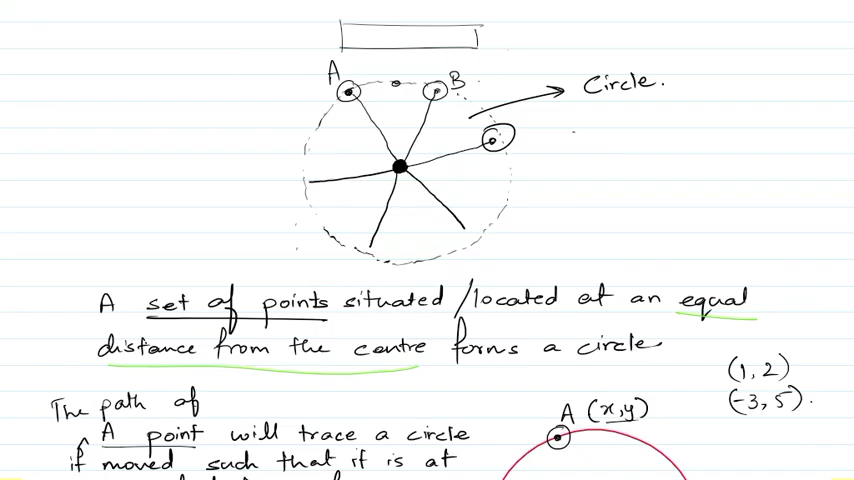 A
B
Circle.
A set of points situated/located at an equal
distance from the centre forms a circle
(1, 2)
(-3, 5).
The path of
A (x,y)
A point will trace a circle
if moved such that it is at